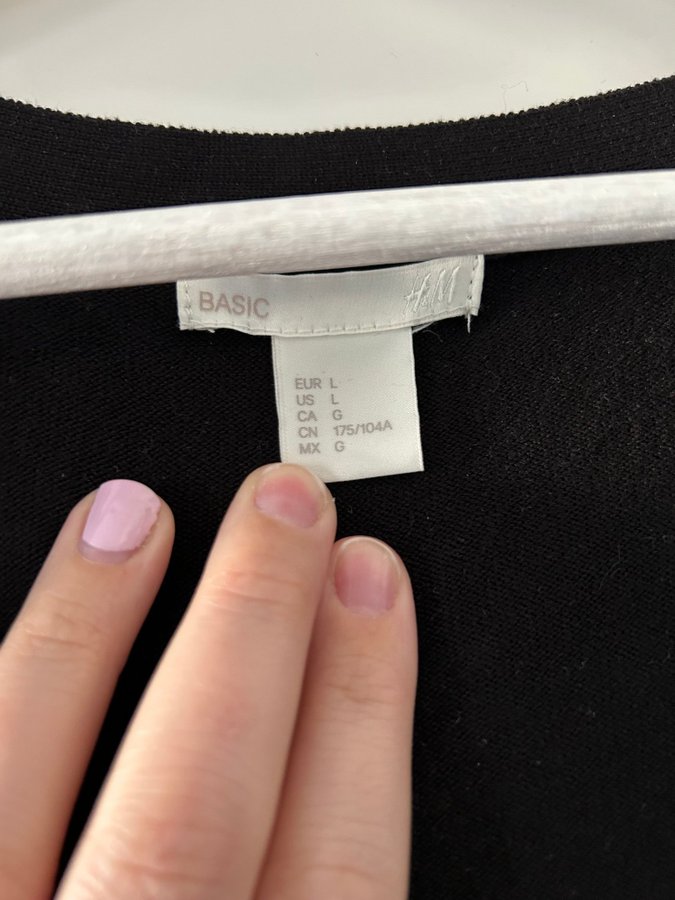 BASIC H&M
EUR L
US L
CA G
CN 175/104A
MX G